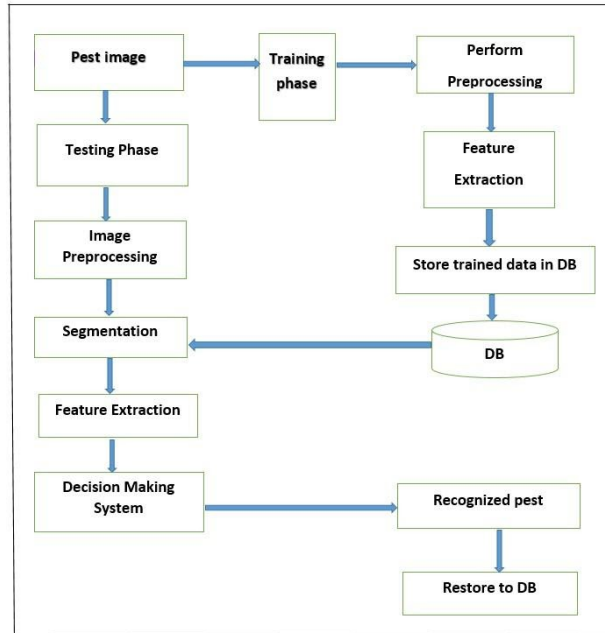 Pest image
Training
phase
Perform
Preprocessing
Testing Phase
Feature
Extraction
Image
Preprocessing
Store trained data in DB
Segmentation
DB
Feature Extraction
Decision Making
System
Recognized pest
Restore to DB